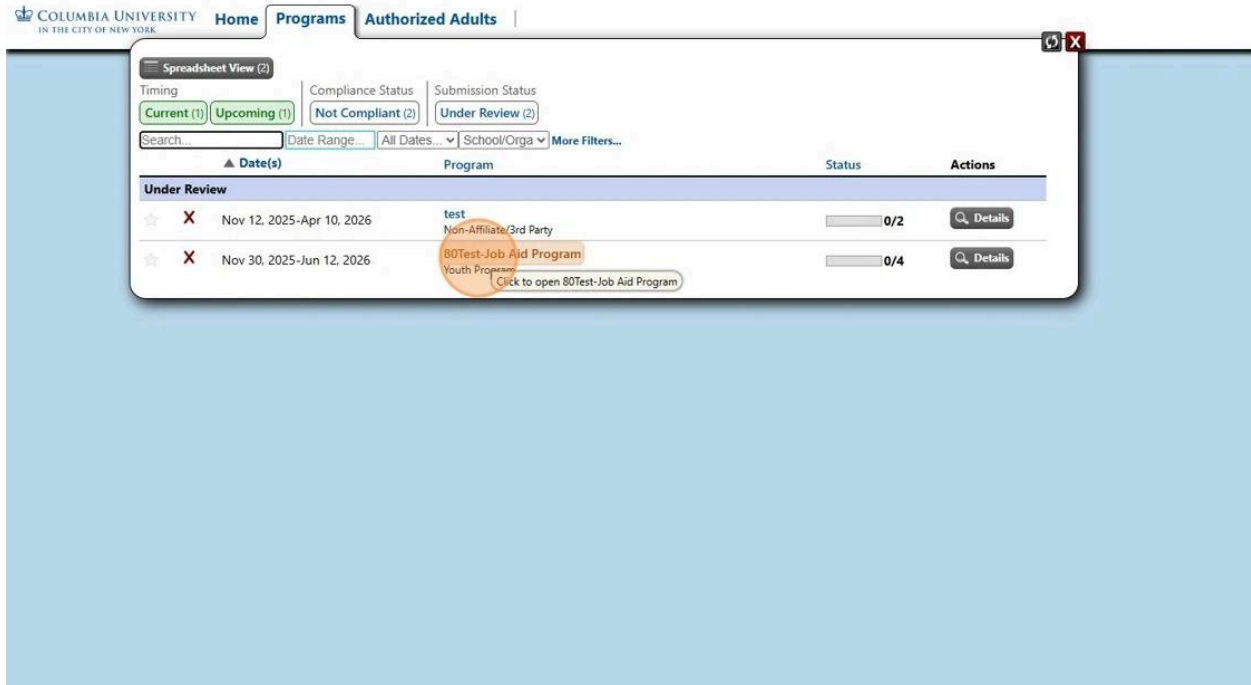 COLUMBIA UNIVERSITY
IN THE CITY OF NEW YORK
Home Programs Authorized Adults
X
Spreadsheet View (2)
Timing Compliance Status Submission Status
Current (1) Upcoming (1) Not Compliant (2) Under Review (2)
Search... Date Range... All Dates... School/Orga More Filters...
▲ Date(s) Program Status Actions
Under Review
X Nov 12, 2025-Apr 10, 2026 test 0/2 Details
Non-Affiliate/3rd Party
X Nov 30, 2025-Jun 12, 2026 80Test-Job Aid Program 0/4 Details
Youth Program
Click to open 80Test-Job Aid Program